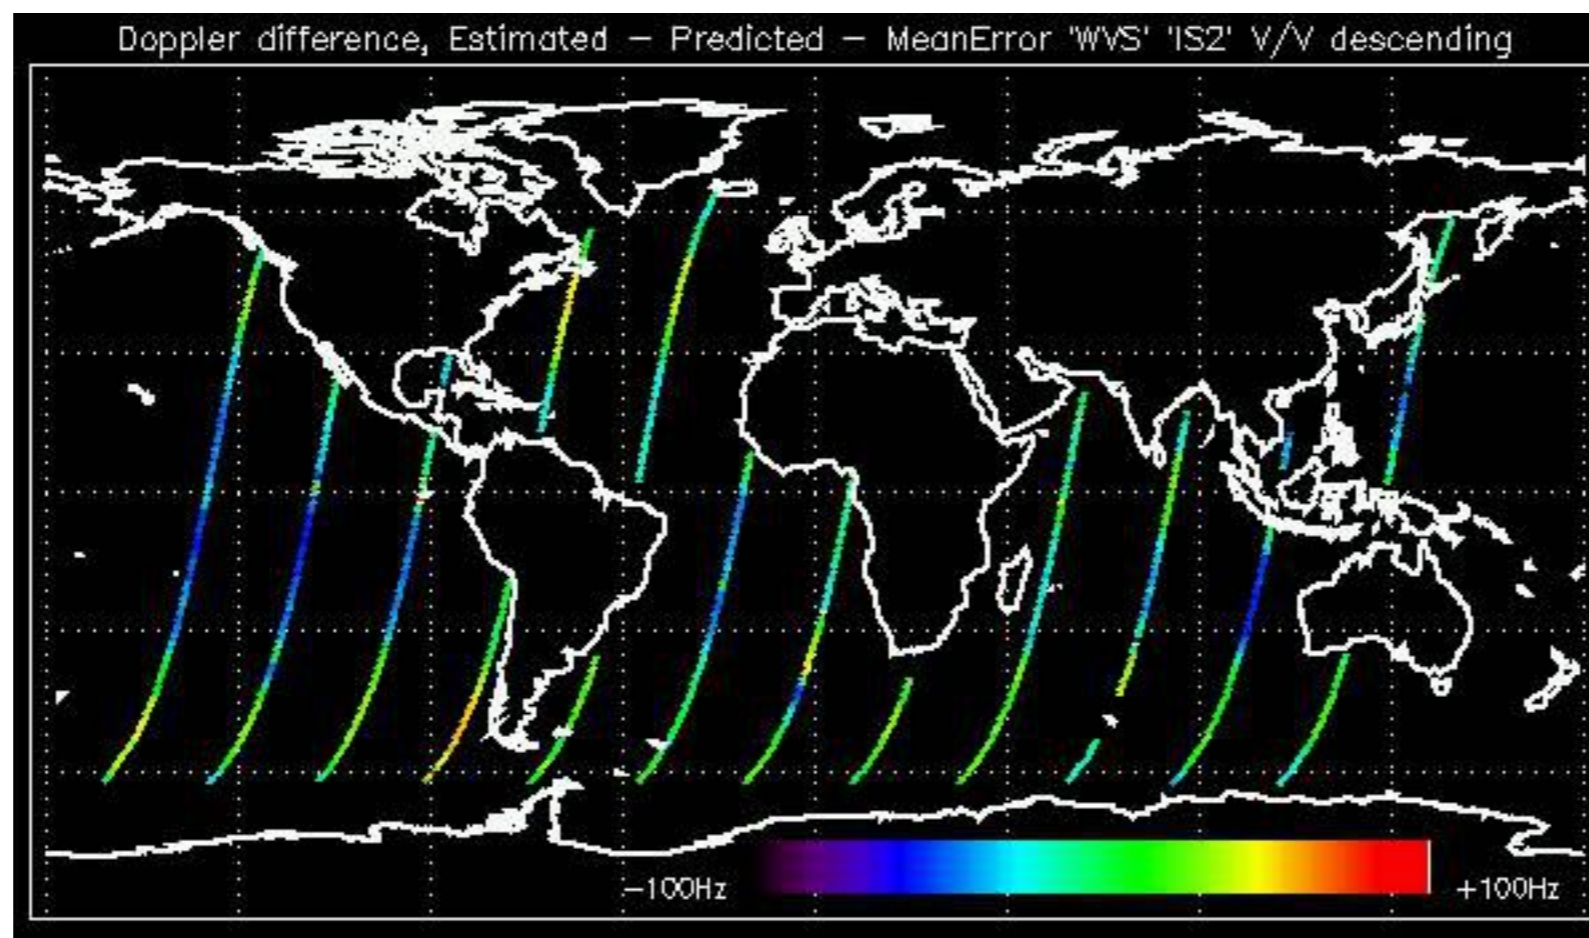 Doppler difference, Estimated – Predicted – MeanError 'WVS' 'IS2' V/V descending
-100Hz +100Hz